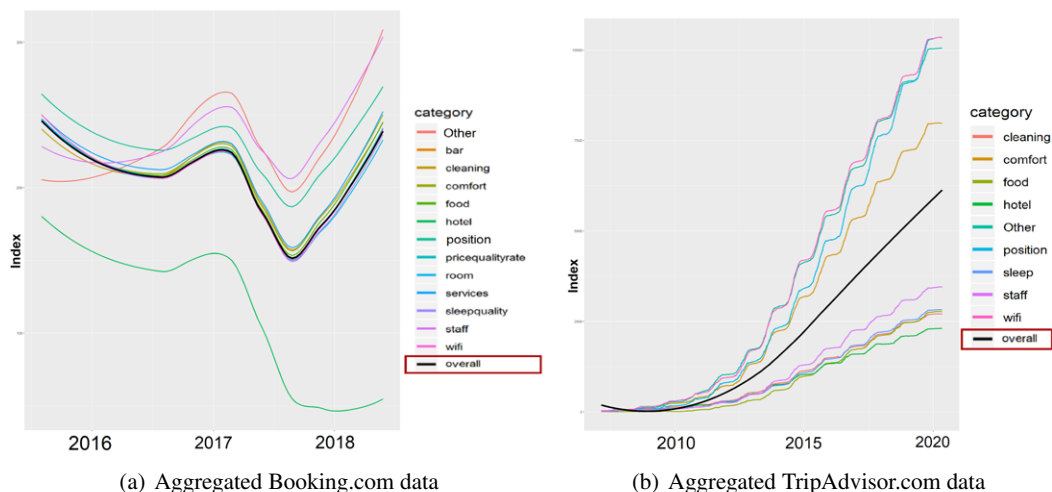 category
Other
bar
cleaning
comfort
food
hotel
position
pricequalityrate
room
services
sleepquality
staff
wifi
overall
Index
2016 2017 2018
(a) Aggregated Booking.com data
category
cleaning
comfort
food
hotel
Other
position
sleep
staff
wifi
overall
Index
2010 2015 2020
(b) Aggregated TripAdvisor.com data